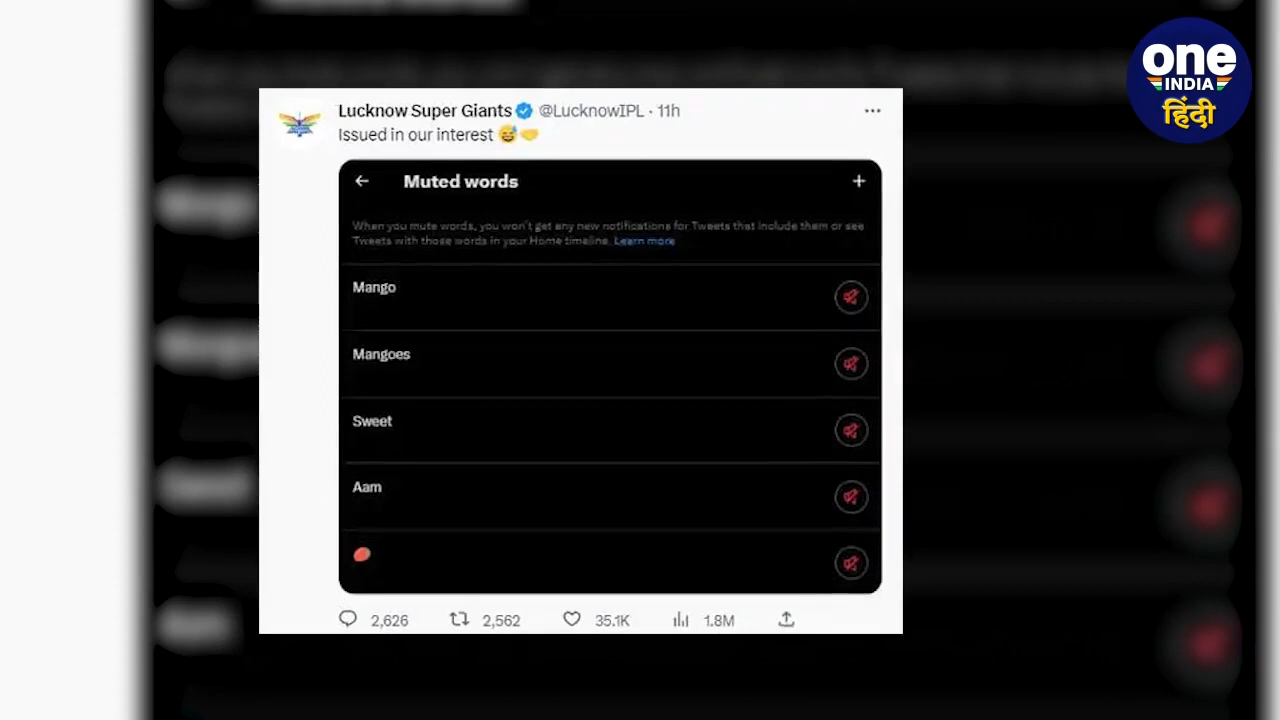 one
INDIA
हिंदी
Lucknow Super Giants @LucknowIPL · 11h
Issued in our interest 😅🤝
Muted words
When you mute words, you won't get any new notifications for Tweets that include them or see
Tweets with those words in your Home timeline. Learn more
Mango
Mangoes
Sweet
Aam
🥭
2,626 2,562 35.1K 1.8M